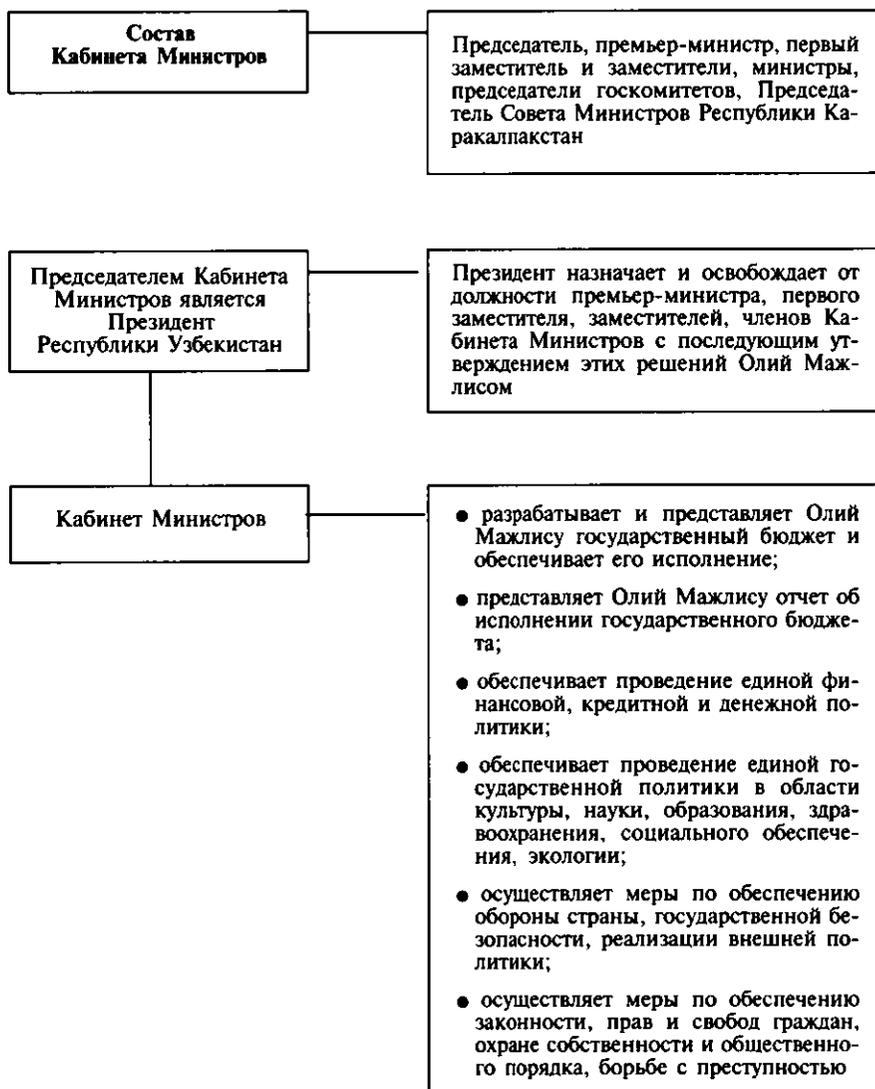 Состав
Кабинета Министров
Председатель, премьер-министр, первый
заместитель и заместители, министры,
председатели госкомитетов, Председа-
тель Совета Министров Республики Ка-
ракалпакстан
Председателем Кабинета
Министров является
Президент
Республики Узбекистан
Президент назначает и освобождает от
должности премьер-министра, первого
заместителя, заместителей, членов Ка-
бинета Министров с последующим ут-
верждением этих решений Олий Маж-
лисом
Кабинет Министров
● разрабатывает и представляет Олий
Мажлису государственный бюджет и
обеспечивает его исполнение;
● представляет Олий Мажлису отчет об
исполнении государственного бюдже-
та;
● обеспечивает проведение единой фи-
нансовой, кредитной и денежной по-
литики;
● обеспечивает проведение единой го-
сударственной политики в области
культуры, науки, образования, здра-
воохранения, социального обеспече-
ния, экологии;
● осуществляет меры по обеспечению
обороны страны, государственной бе-
зопасности, реализации внешней по-
литики;
● осуществляет меры по обеспечению
законности, прав и свобод граждан,
охране собственности и общественно-
го порядка, борьбе с преступностью